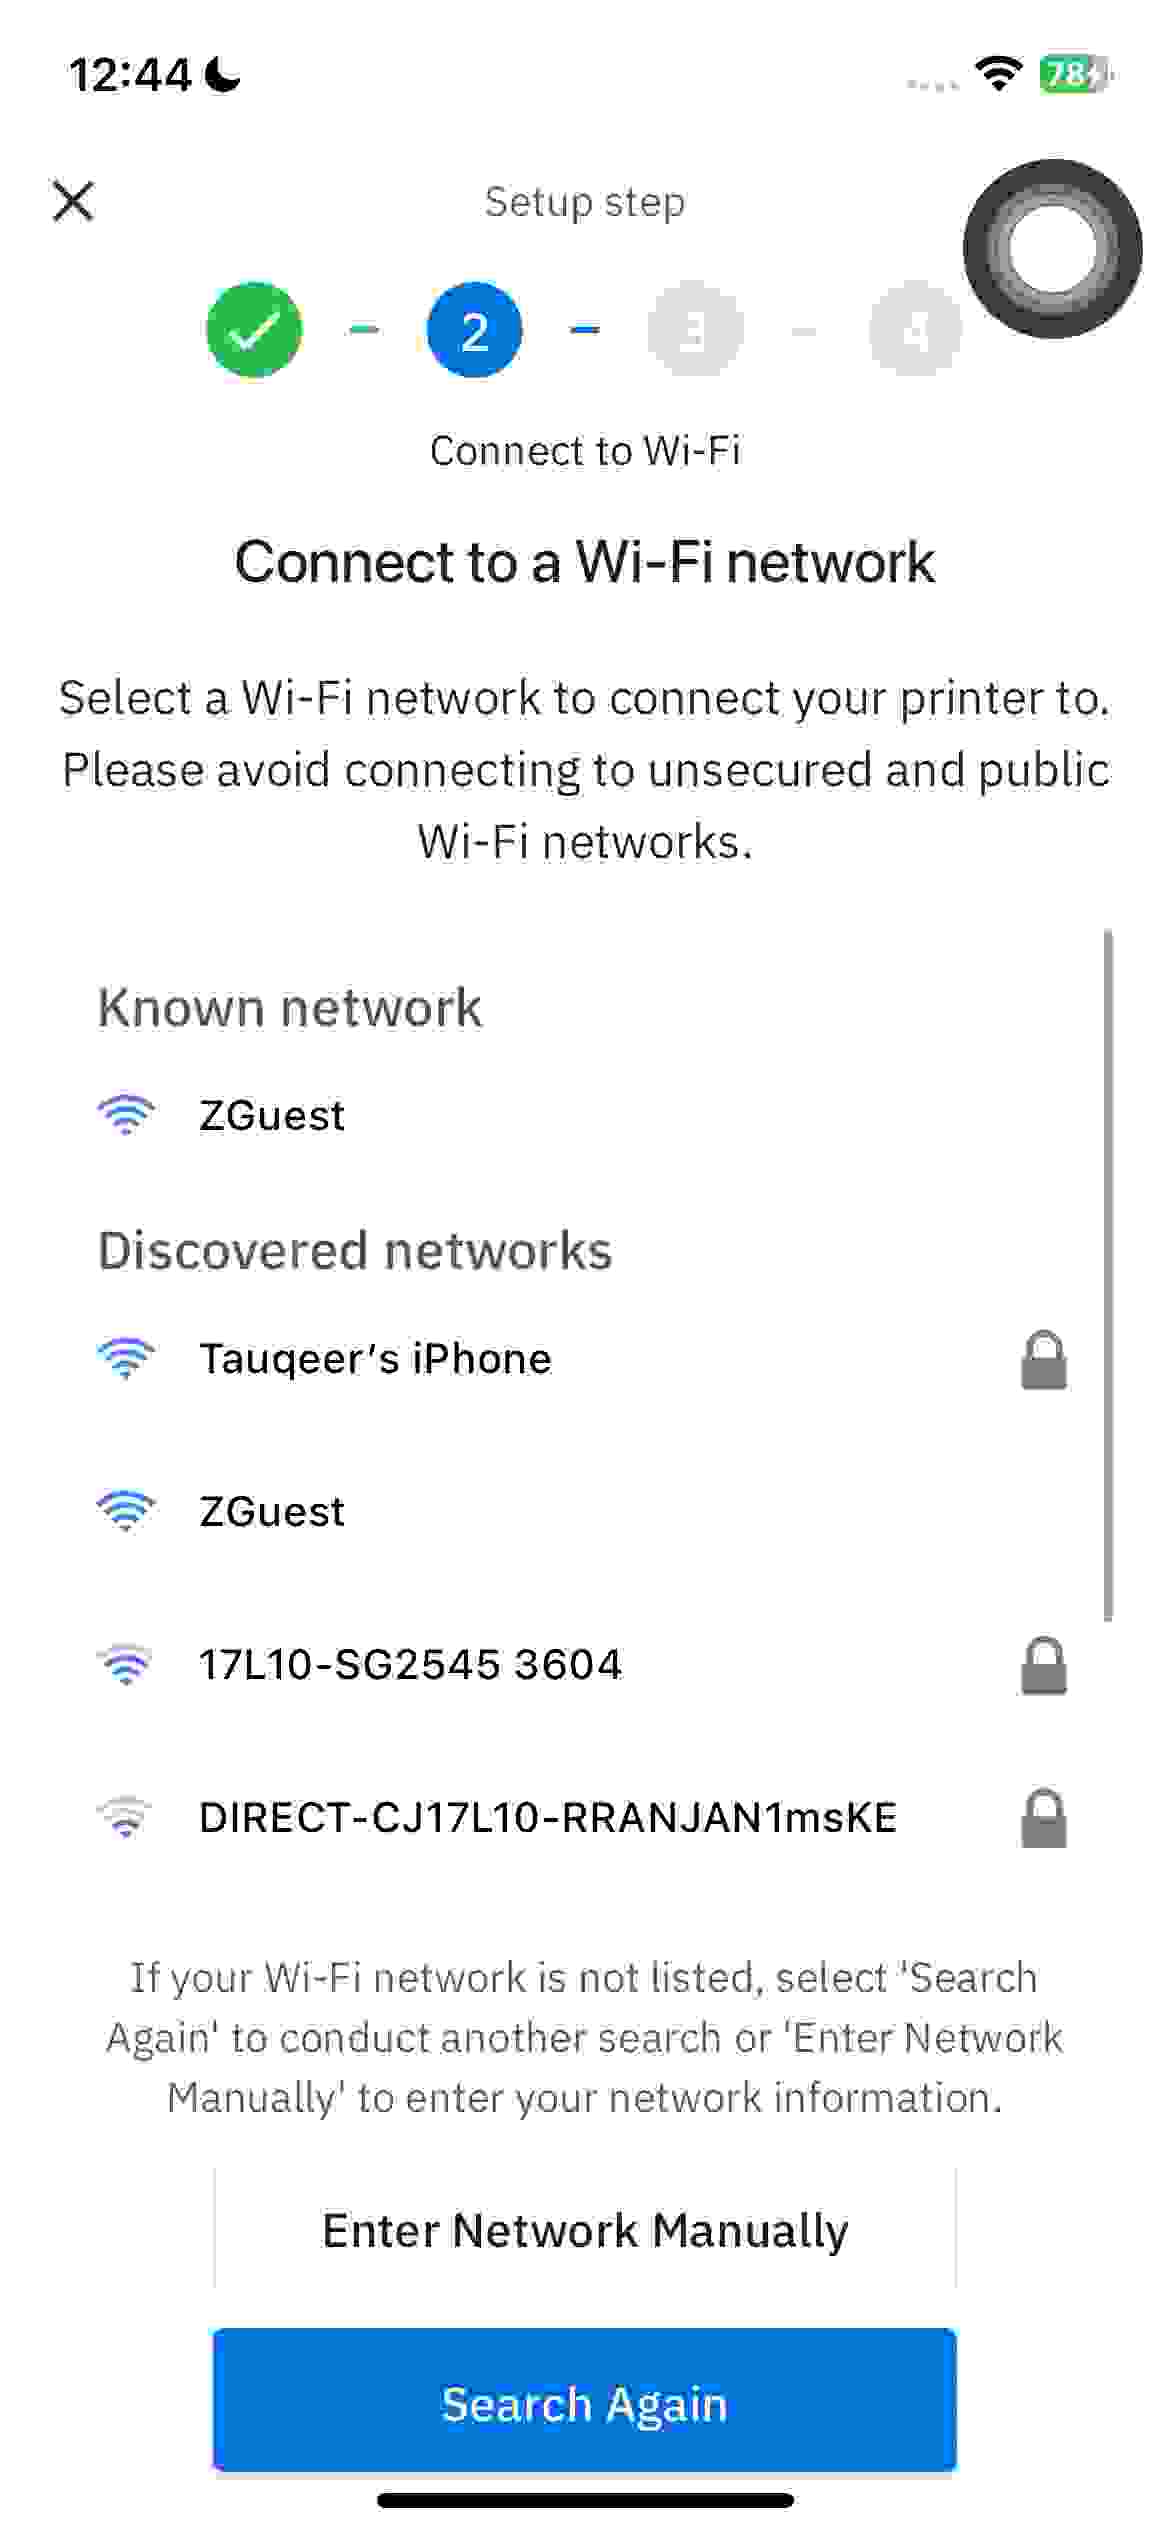 12:44
78
Setup step
2
3
4
Connect to Wi-Fi
Connect to a Wi-Fi network
Select a Wi-Fi network to connect your printer to.
Please avoid connecting to unsecured and public
Wi-Fi networks.
Known network
ZGuest
Discovered networks
Tauqeer's iPhone
ZGuest
17L10-SG2545 3604
DIRECT-CJ17L10-RRANJAN1msKE
If your Wi-Fi network is not listed, select 'Search
Again' to conduct another search or 'Enter Network
Manually' to enter your network information.
Enter Network Manually
Search Again